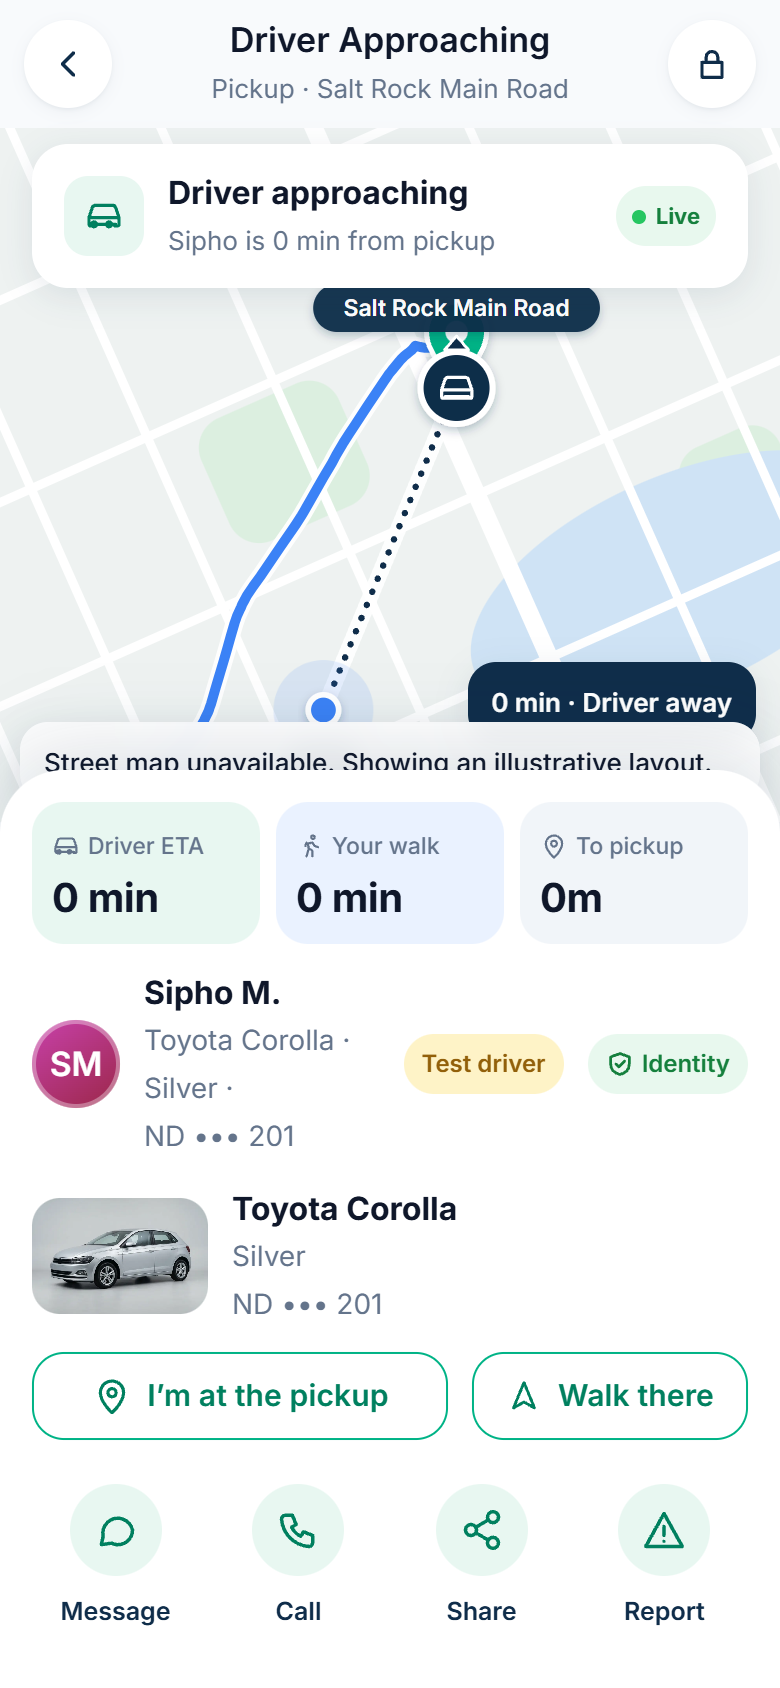 Driver Approaching
Pickup · Salt Rock Main Road
Driver approaching
Sipho is 0 min from pickup
Live
Salt Rock Main Road
0 min · Driver away
Street map unavailable. Showing an illustrative layout.
Driver ETA
0 min
Your walk
0 min
To pickup
0m
Sipho M.
SM
Toyota Corolla ·
Silver ·
ND ••• 201
Test driver
Identity
Toyota Corolla
Silver
ND ••• 201
I’m at the pickup
Walk there
Message
Call
Share
Report